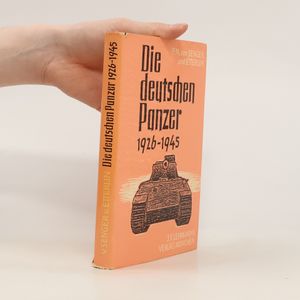 F.M. von SENGER
und ETTERLIN
Die
deutschen
Panzer
1926-1945
J.F. LEHMANNS
VERLAG MÜNCHEN
v. SENGER u. ETTERLIN
Die deutschen Panzer 1926-1945